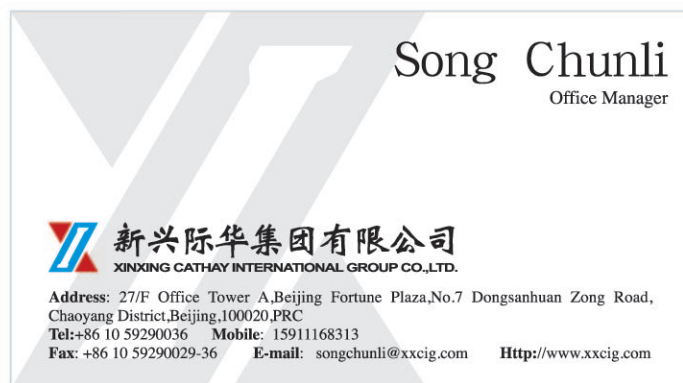 Song Chunli
Office Manager
新兴际华集团有限公司
XINXING CATHAY INTERNATIONAL GROUP CO.,LTD.
Address: 27/F Office Tower A,Beijing Fortune Plaza,No.7 Dongsanhuan Zong Road,
Chaoyang District,Beijing,100020,PRC
Tel:+86 10 59290036 Mobile: 15911168313
Fax: +86 10 59290029-36 E-mail: songchunli@xxcig.com Http://www.xxcig.com